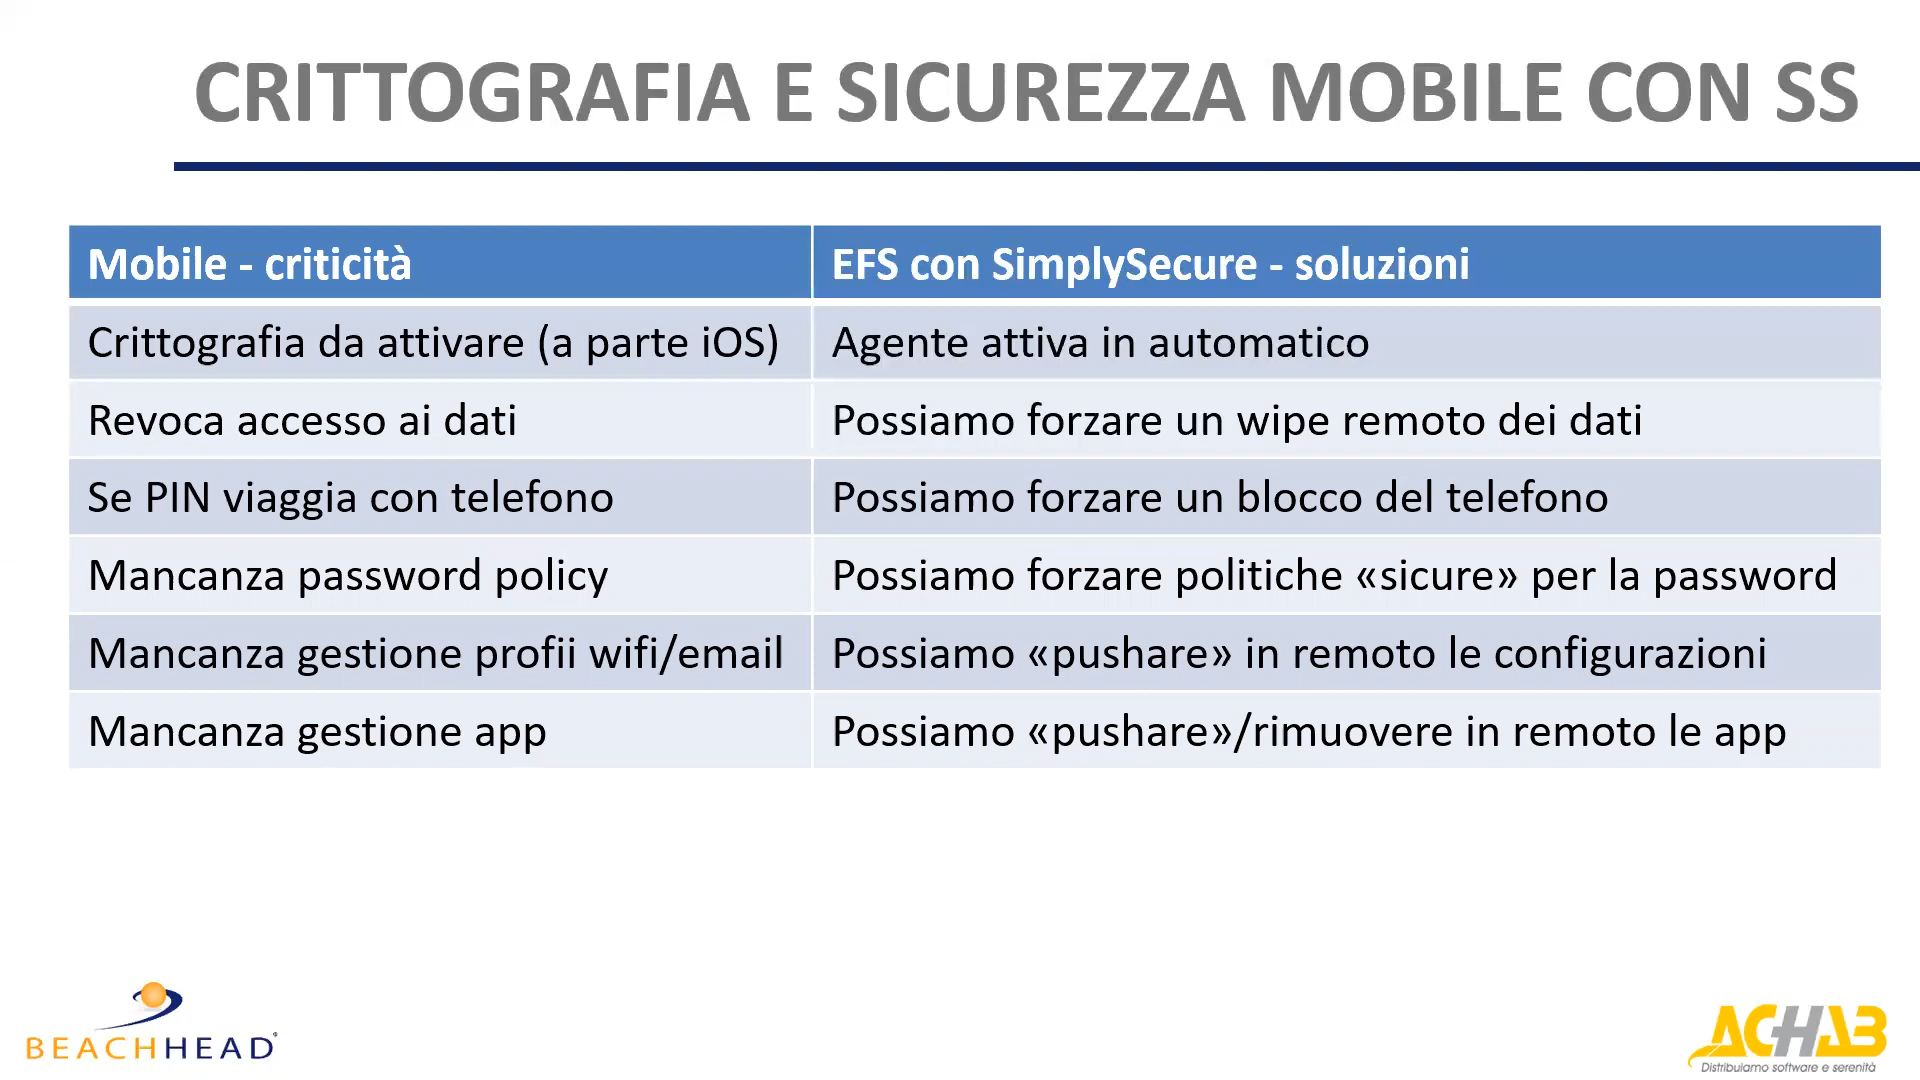 CRITTOGRAFIA E SICUREZZA MOBILE CON SS
Mobile - criticità
EFS con SimplySecure - soluzioni
Crittografia da attivare (a parte iOS)
Agente attiva in automatico
Revoca accesso ai dati
Possiamo forzare un wipe remoto dei dati
Se PIN viaggia con telefono
Possiamo forzare un blocco del telefono
Mancanza password policy
Possiamo forzare politiche «sicure» per la password
Mancanza gestione profii wifi/email
Possiamo «pushare» in remoto le configurazioni
Mancanza gestione app
Possiamo «pushare»/rimuovere in remoto le app
BEACHHEAD®
ACHAB
Distribuiamo software e serenità